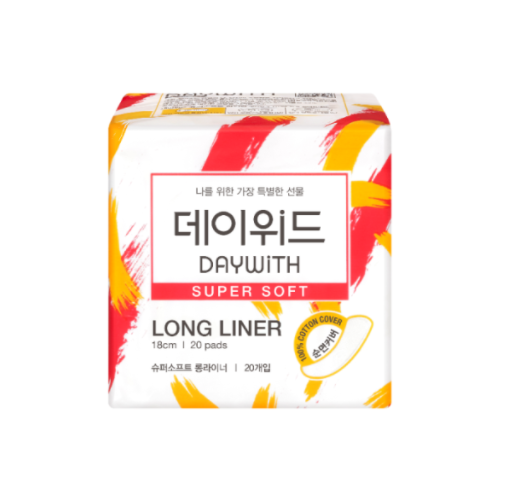 나를 위한 가장 특별한 선물
데이위드
DAYWiTH
SUPER SOFT
LONG LINER
18cm | 20 pads
슈퍼소프트 롱라이너 | 20개입
100% COTTON COVER
순면커버